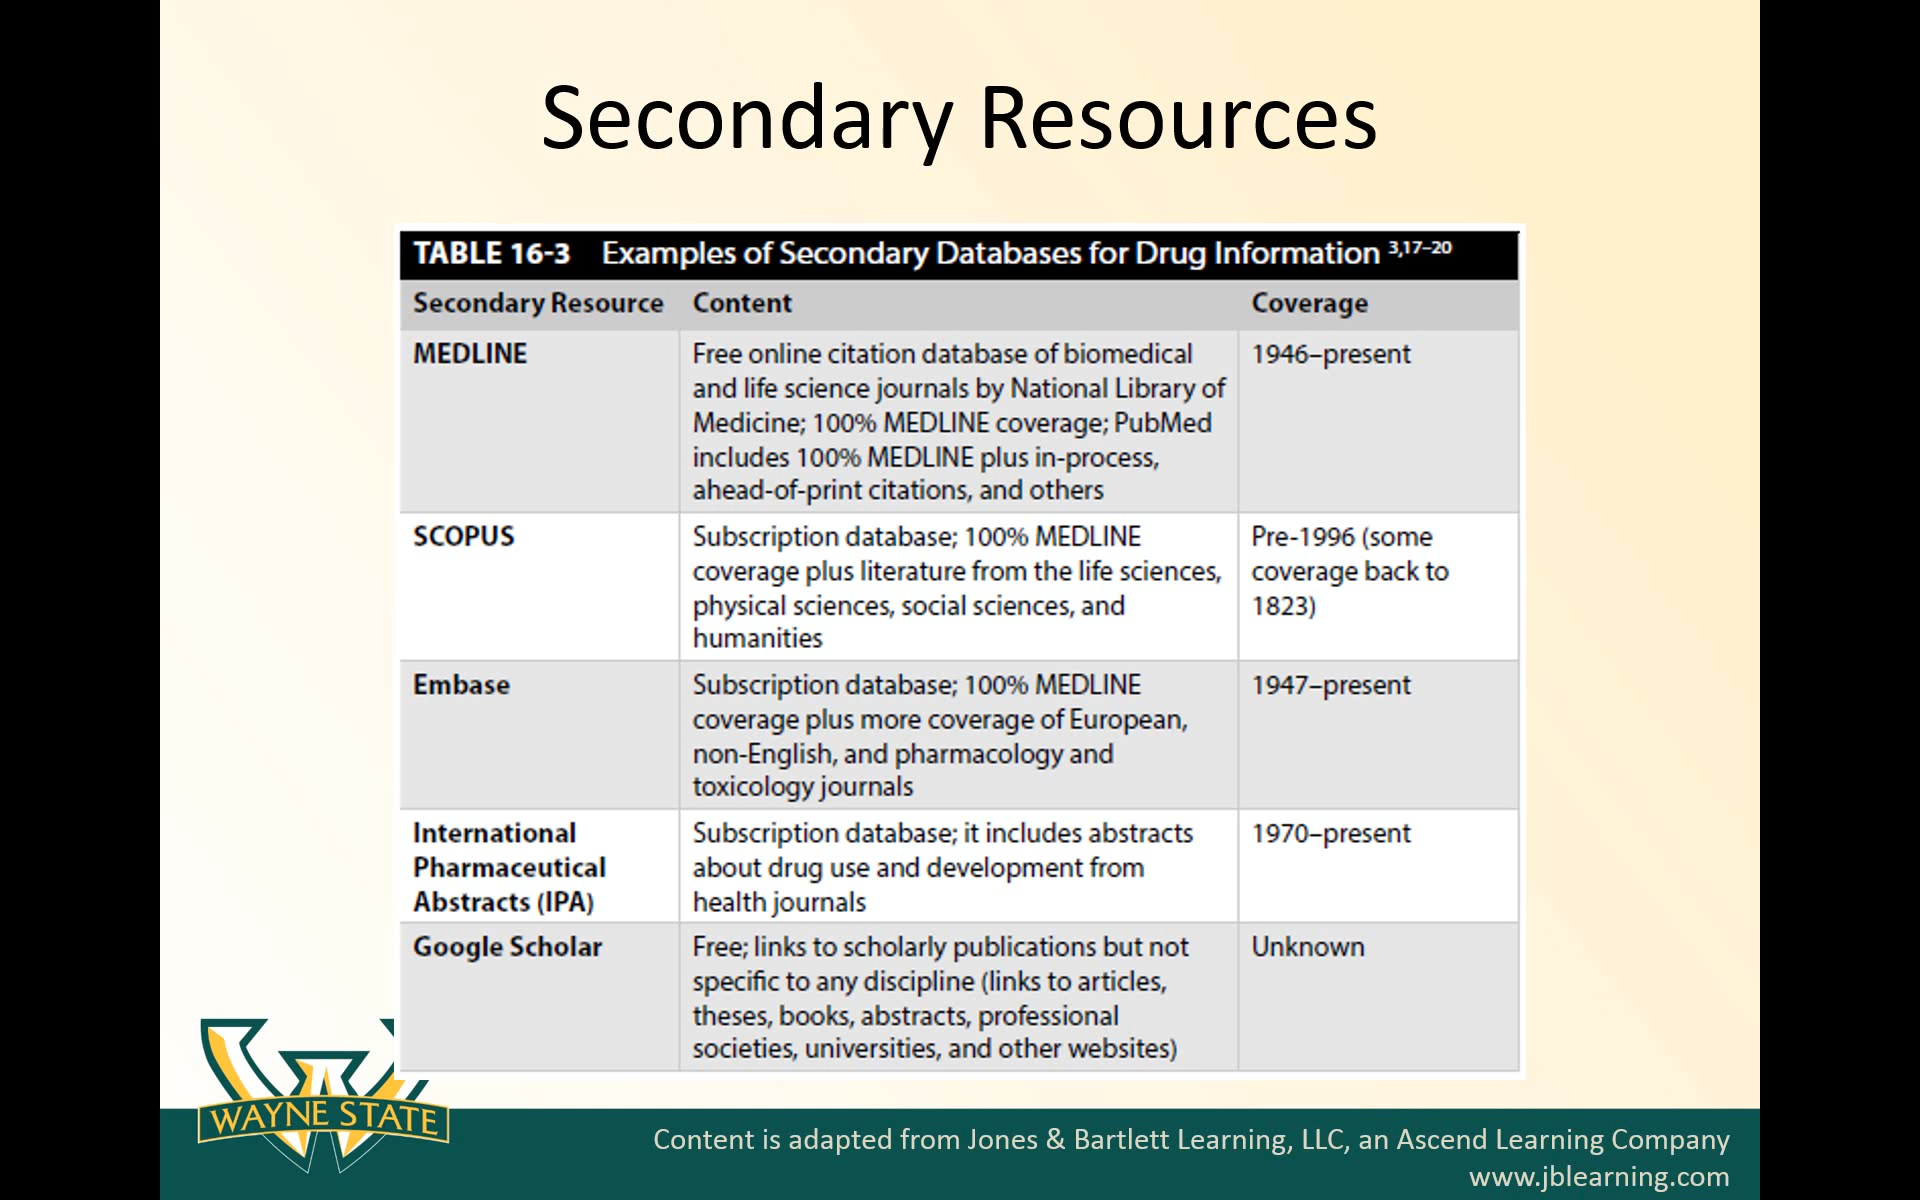 Secondary Resources
TABLE 16-3 Examples of Secondary Databases for Drug Information 3,17–20
Secondary Resource Content Coverage
MEDLINE Free online citation database of biomedical 1946–present
and life science journals by National Library of
Medicine; 100% MEDLINE coverage; PubMed
includes 100% MEDLINE plus in-process,
ahead-of-print citations, and others
SCOPUS Subscription database; 100% MEDLINE Pre-1996 (some
coverage plus literature from the life sciences, coverage back to
physical sciences, social sciences, and 1823)
humanities
Embase Subscription database; 100% MEDLINE 1947–present
coverage plus more coverage of European,
non-English, and pharmacology and
toxicology journals
International Subscription database; it includes abstracts 1970–present
Pharmaceutical about drug use and development from
Abstracts (IPA) health journals
Google Scholar Free; links to scholarly publications but not Unknown
specific to any discipline (links to articles,
theses, books, abstracts, professional
societies, universities, and other websites)
WAYNE STATE
Content is adapted from Jones & Bartlett Learning, LLC, an Ascend Learning Company
www.jblearning.com